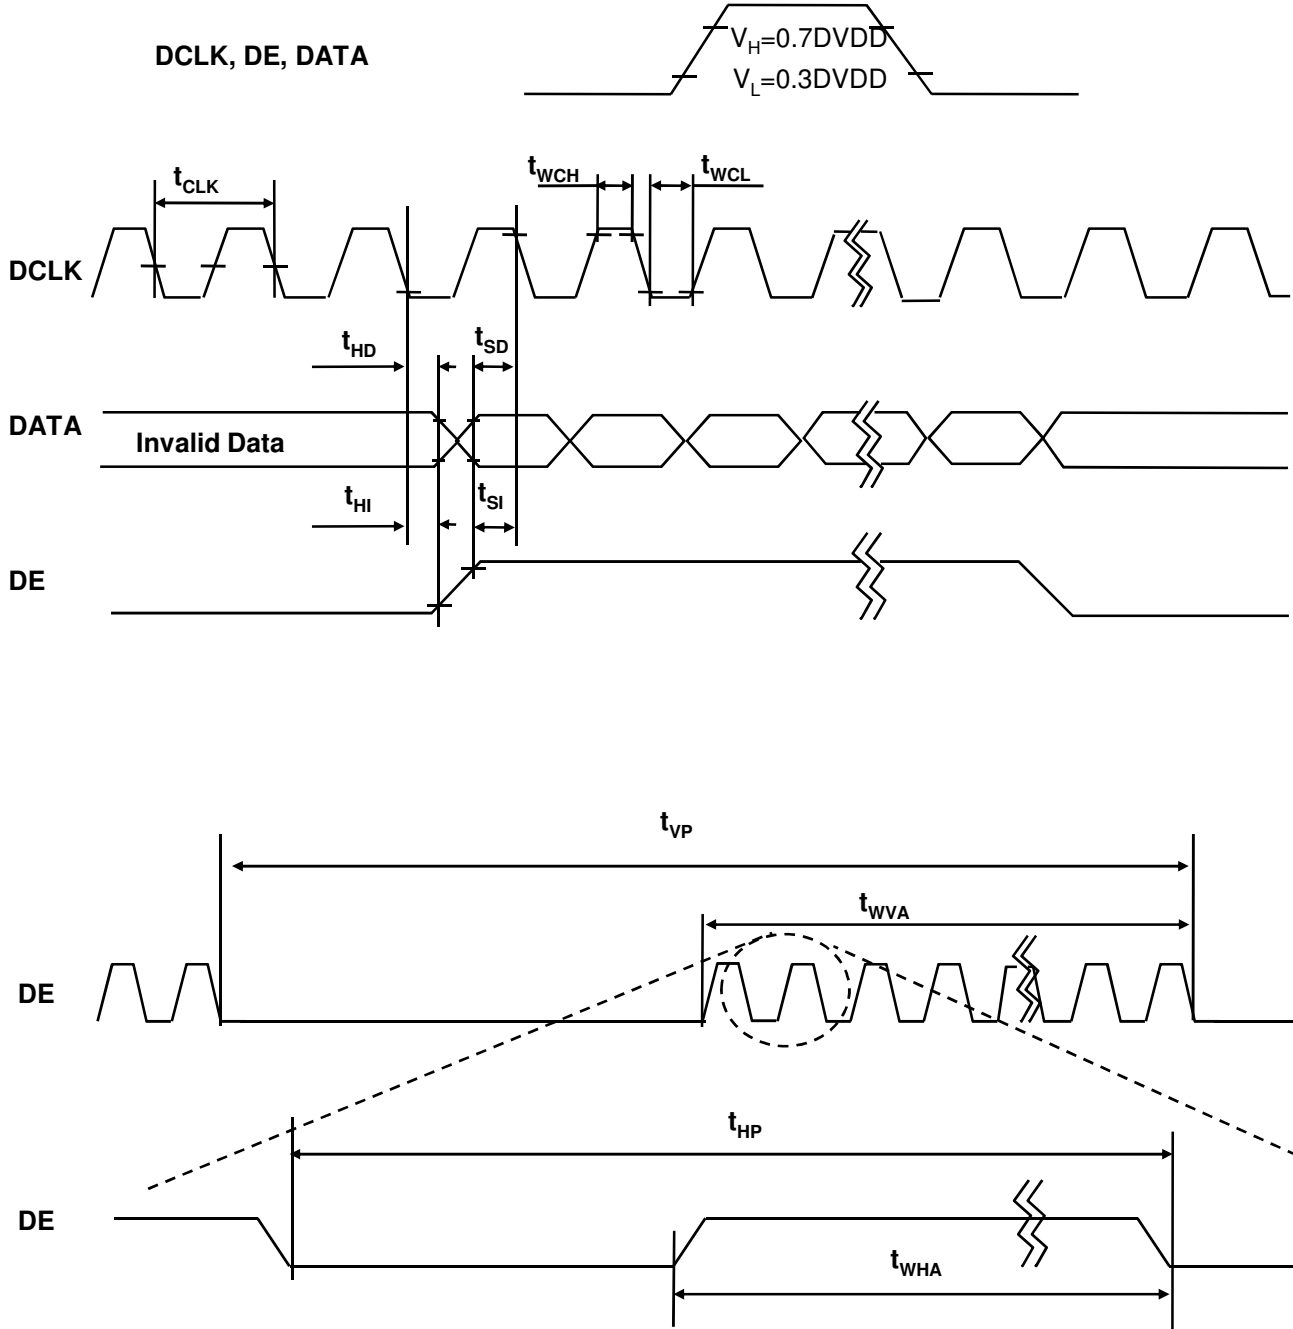 DCLK, DE, DATA
V_H=0.7DVDD
V_L=0.3DVDD
t_CLK
t_WCH
t_WCL
DCLK
t_HD
t_SD
DATA
Invalid Data
t_HI
t_SI
DE
t_VP
t_WVA
DE
t_HP
DE
t_WHA